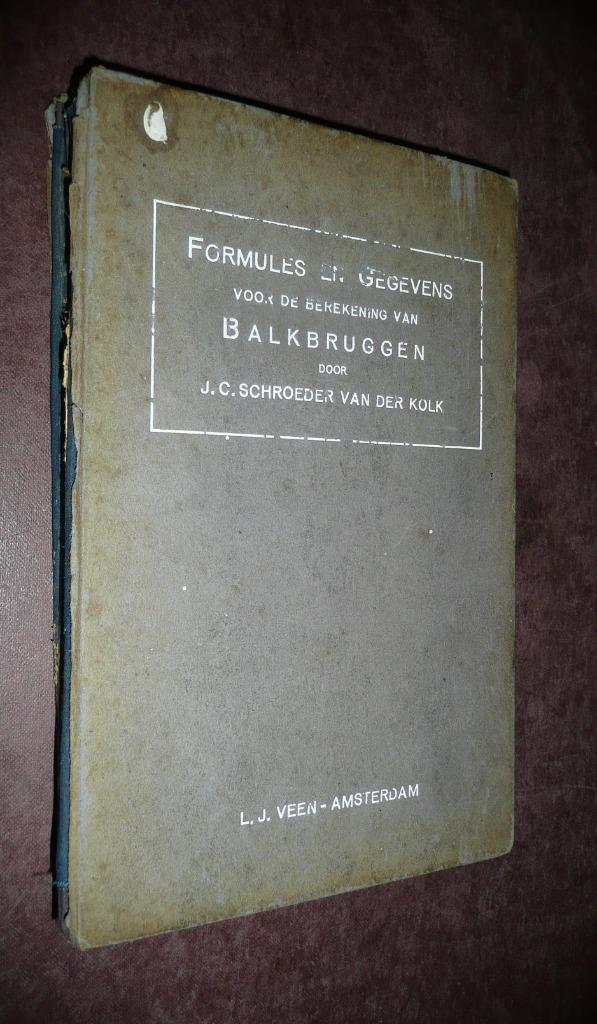 FORMULES EN GEGEVENS
VOOR DE BEREKENING VAN
BALKBRUGGEN
DOOR
J. C. SCHROEDER VAN DER KOLK
L. J. VEEN - AMSTERDAM